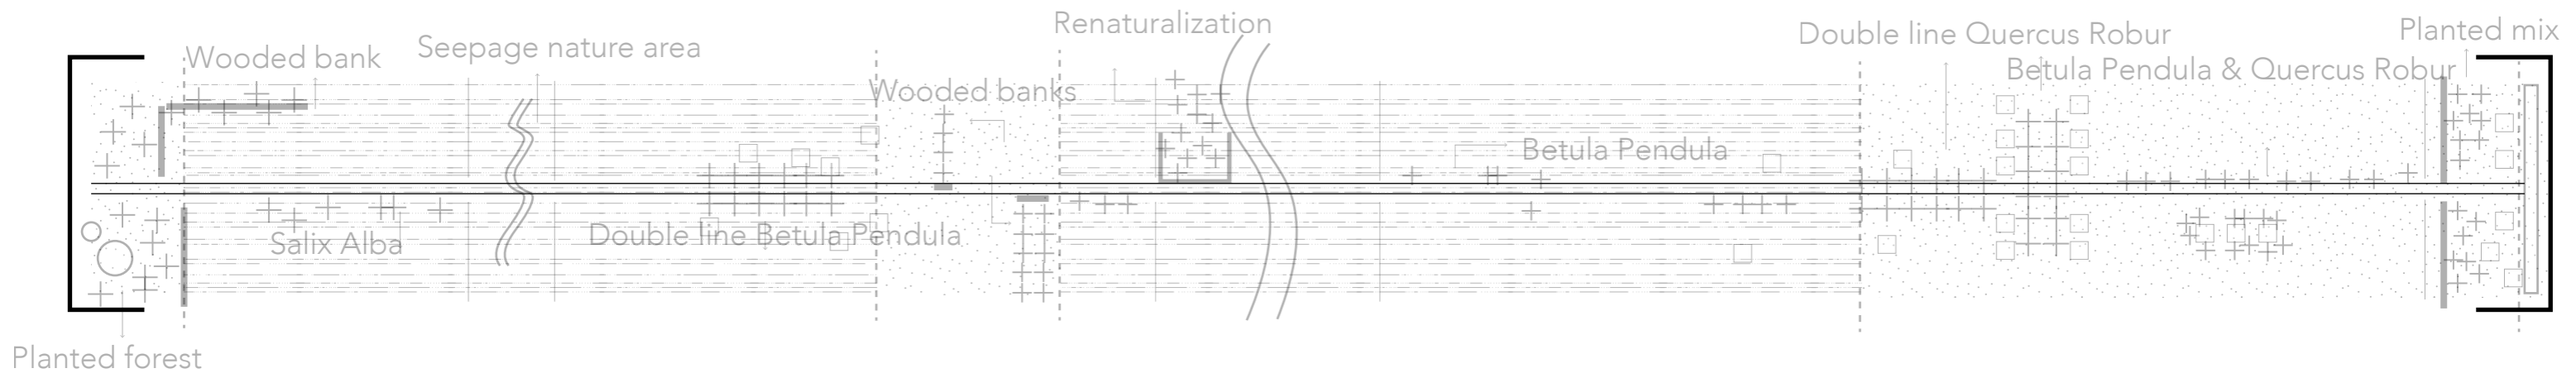 Renaturalization
Planted mix
Double line Quercus Robur
Seepage nature area
Wooded bank
Betula Pendula & Quercus Robur
Wooded banks
Betula Pendula
Double line Betula Pendula
Salix Alba
Planted forest